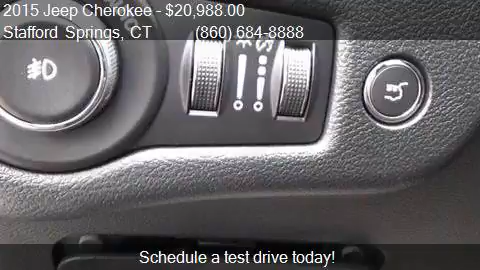 2015 Jeep Cherokee - $20,988.00
Stafford Springs, CT (860) 684-8888
Schedule a test drive today!